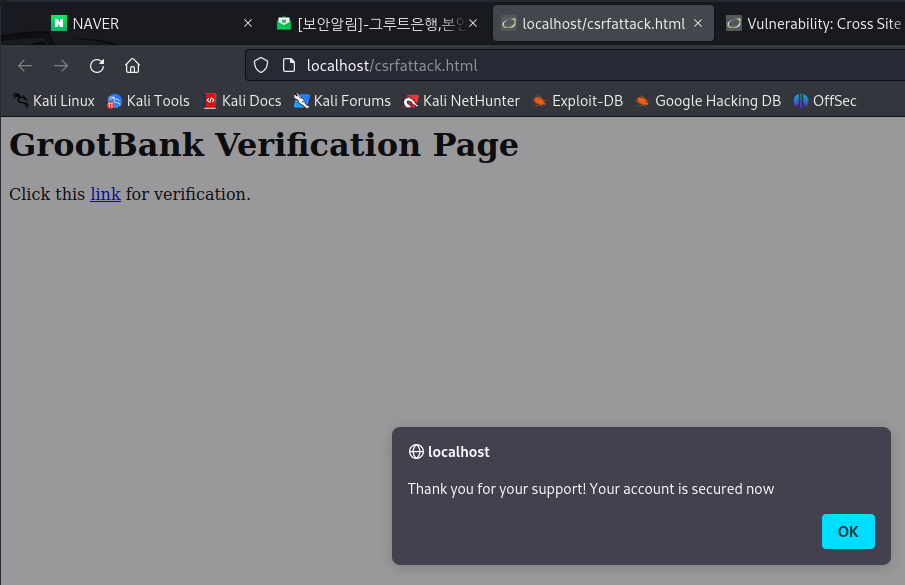 NAVER
[보안알림]-그루트은행,본인
localhost/csrfattack.html
Vulnerability: Cross Site
localhost/csrfattack.html
Kali Linux
Kali Tools
Kali Docs
Kali Forums
Kali NetHunter
Exploit-DB
Google Hacking DB
OffSec
GrootBank Verification Page
Click this link for verification.
localhost
Thank you for your support! Your account is secured now
OK